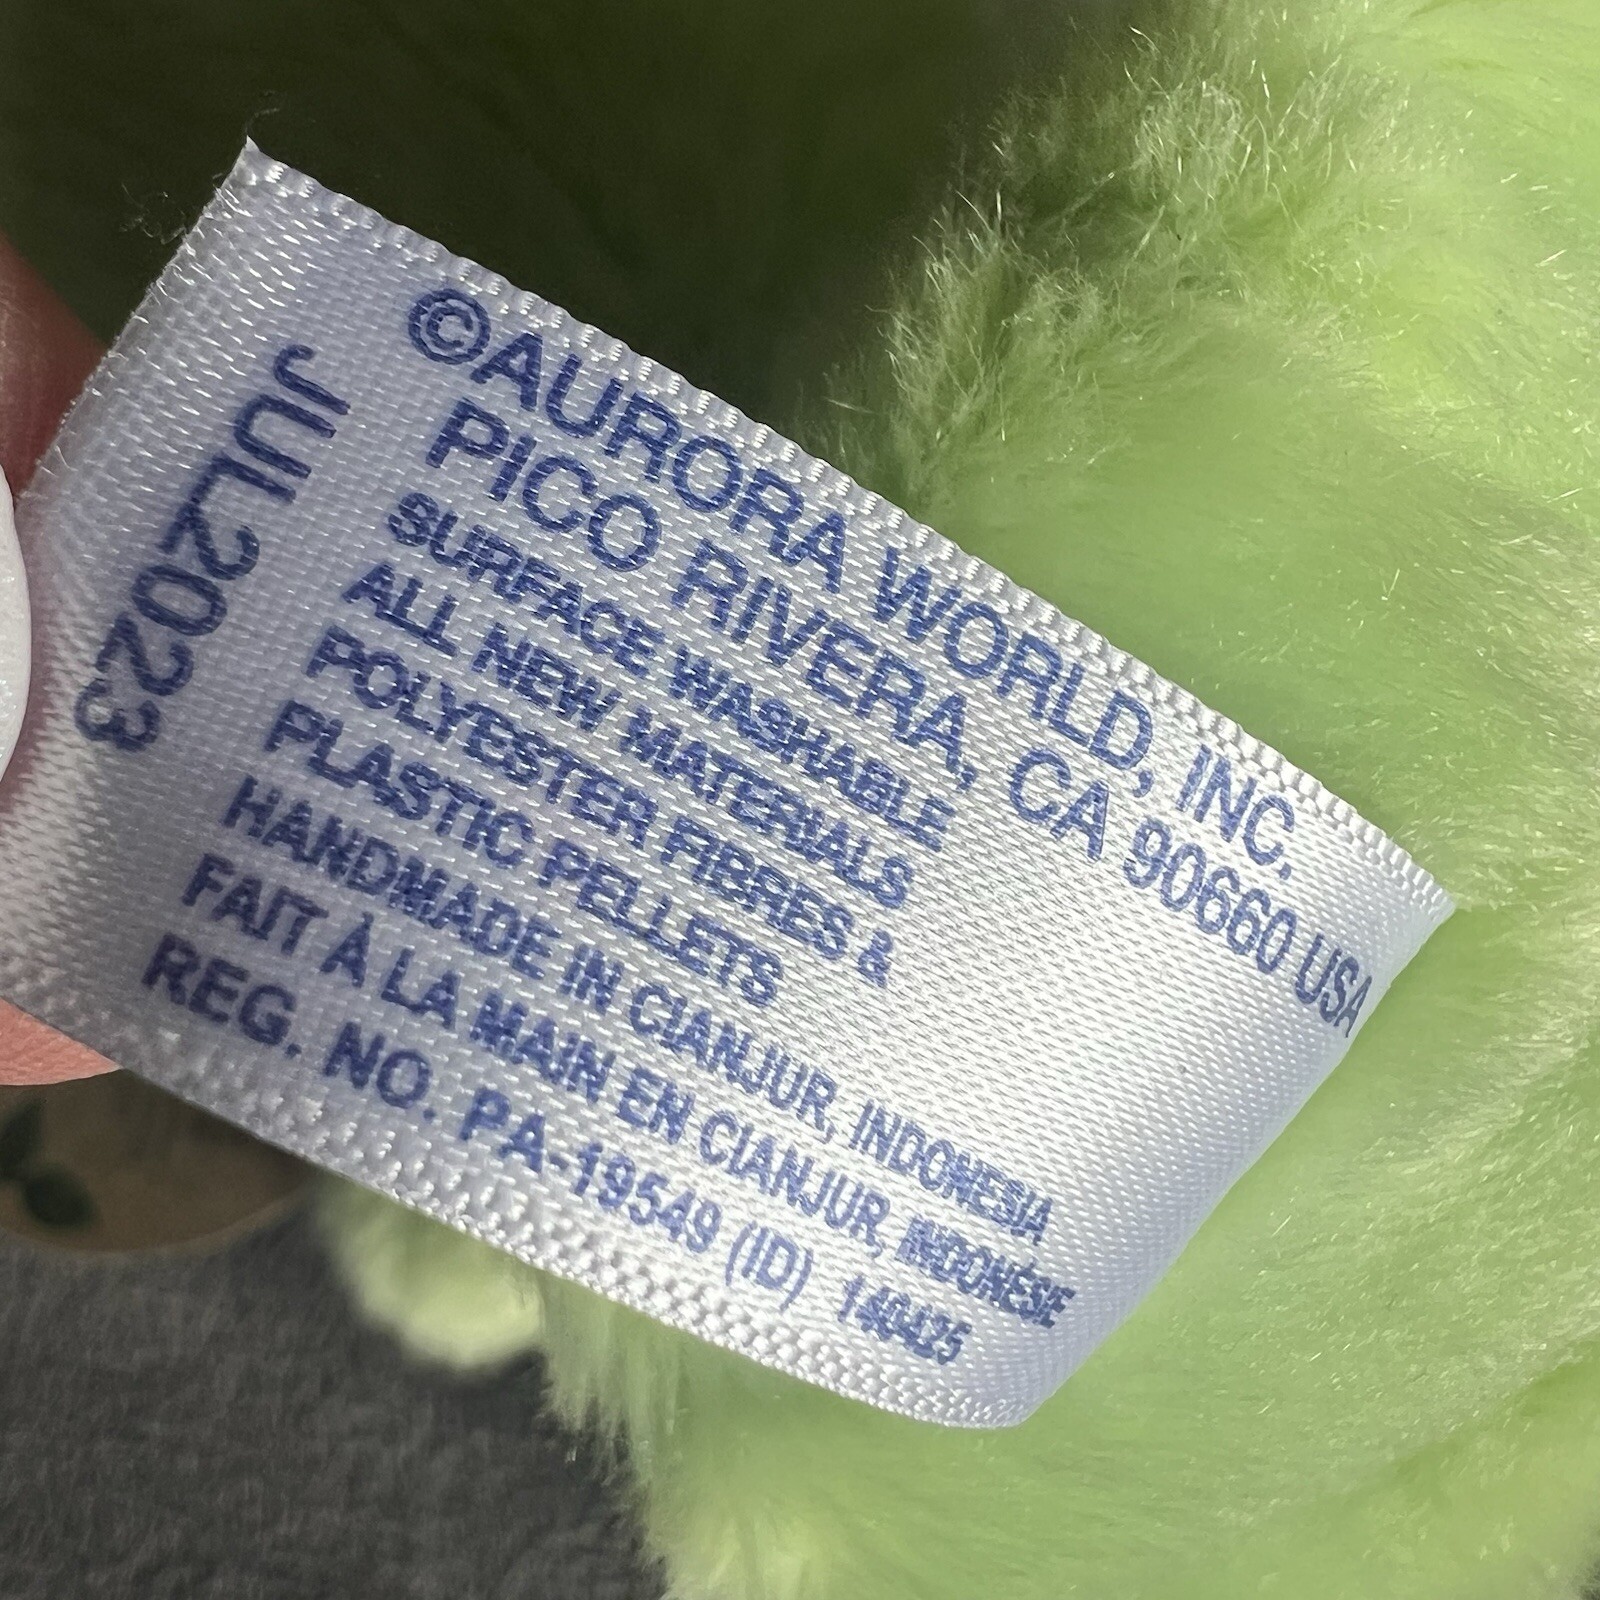 ©AURORA WORLD, INC,
PICO RIVERA, CA 90660 USA
SURFACE WASHABLE
ALL NEW MATERIALS
POLYESTER FIBRES &
PLASTIC PELLETS
HANDMADE IN CIANJUR, INDONESIA
FAIT À LA MAIN EN CIANJUR, INDONÉSIE
REG. NO. PA-19549 (ID) 140425
JUL2023